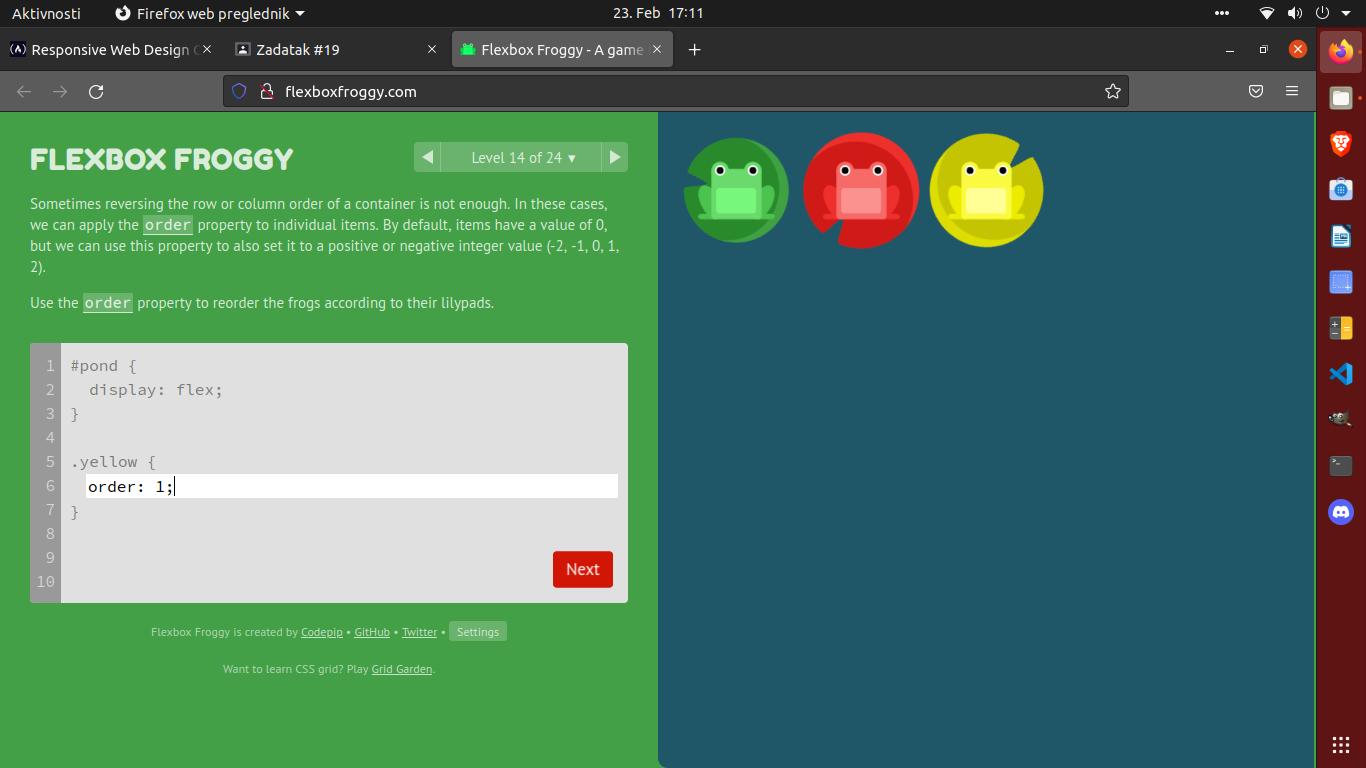 Aktivnosti
Firefox web preglednik
23. Feb 17:11
Responsive Web Design
Zadatak #19
Flexbox Froggy - A game
flexboxfroggy.com
FLEXBOX FROGGY
Level 14 of 24 ▾
Sometimes reversing the row or column order of a container is not enough. In these cases,
we can apply the order property to individual items. By default, items have a value of 0,
but we can use this property to also set it to a positive or negative integer value (-2, -1, 0, 1,
2).
Use the order property to reorder the frogs according to their lilypads.
1 #pond {
2 display: flex;
3 }
4
5 .yellow {
6 order: 1;
7 }
8
9
10
Next
Flexbox Froggy is created by Codepip • GitHub • Twitter • Settings
Want to learn CSS grid? Play Grid Garden.